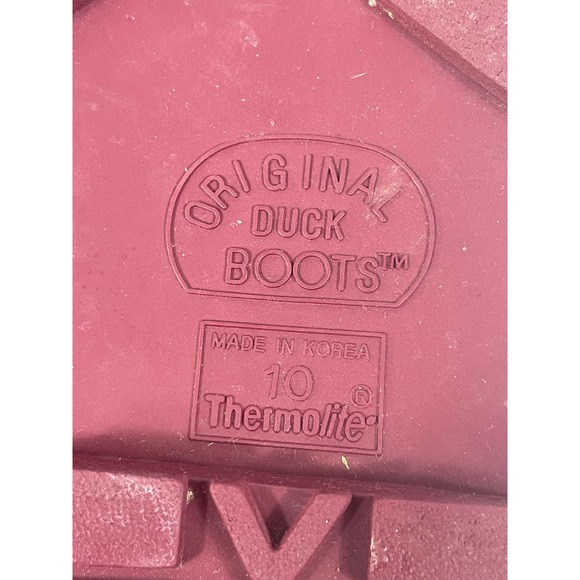 ORIGINAL
DUCK
BOOTS™
MADE IN KOREA
10
Thermolite®